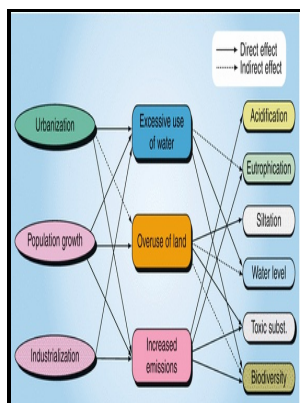 Direct effect
Indirect effect
Urbanization
Population growth
Industrialization
Excessive use
of water
Overuse of land
Increased
emissions
Acidification
Eutrophication
Siltation
Water level
Toxic subst.
Biodiversity